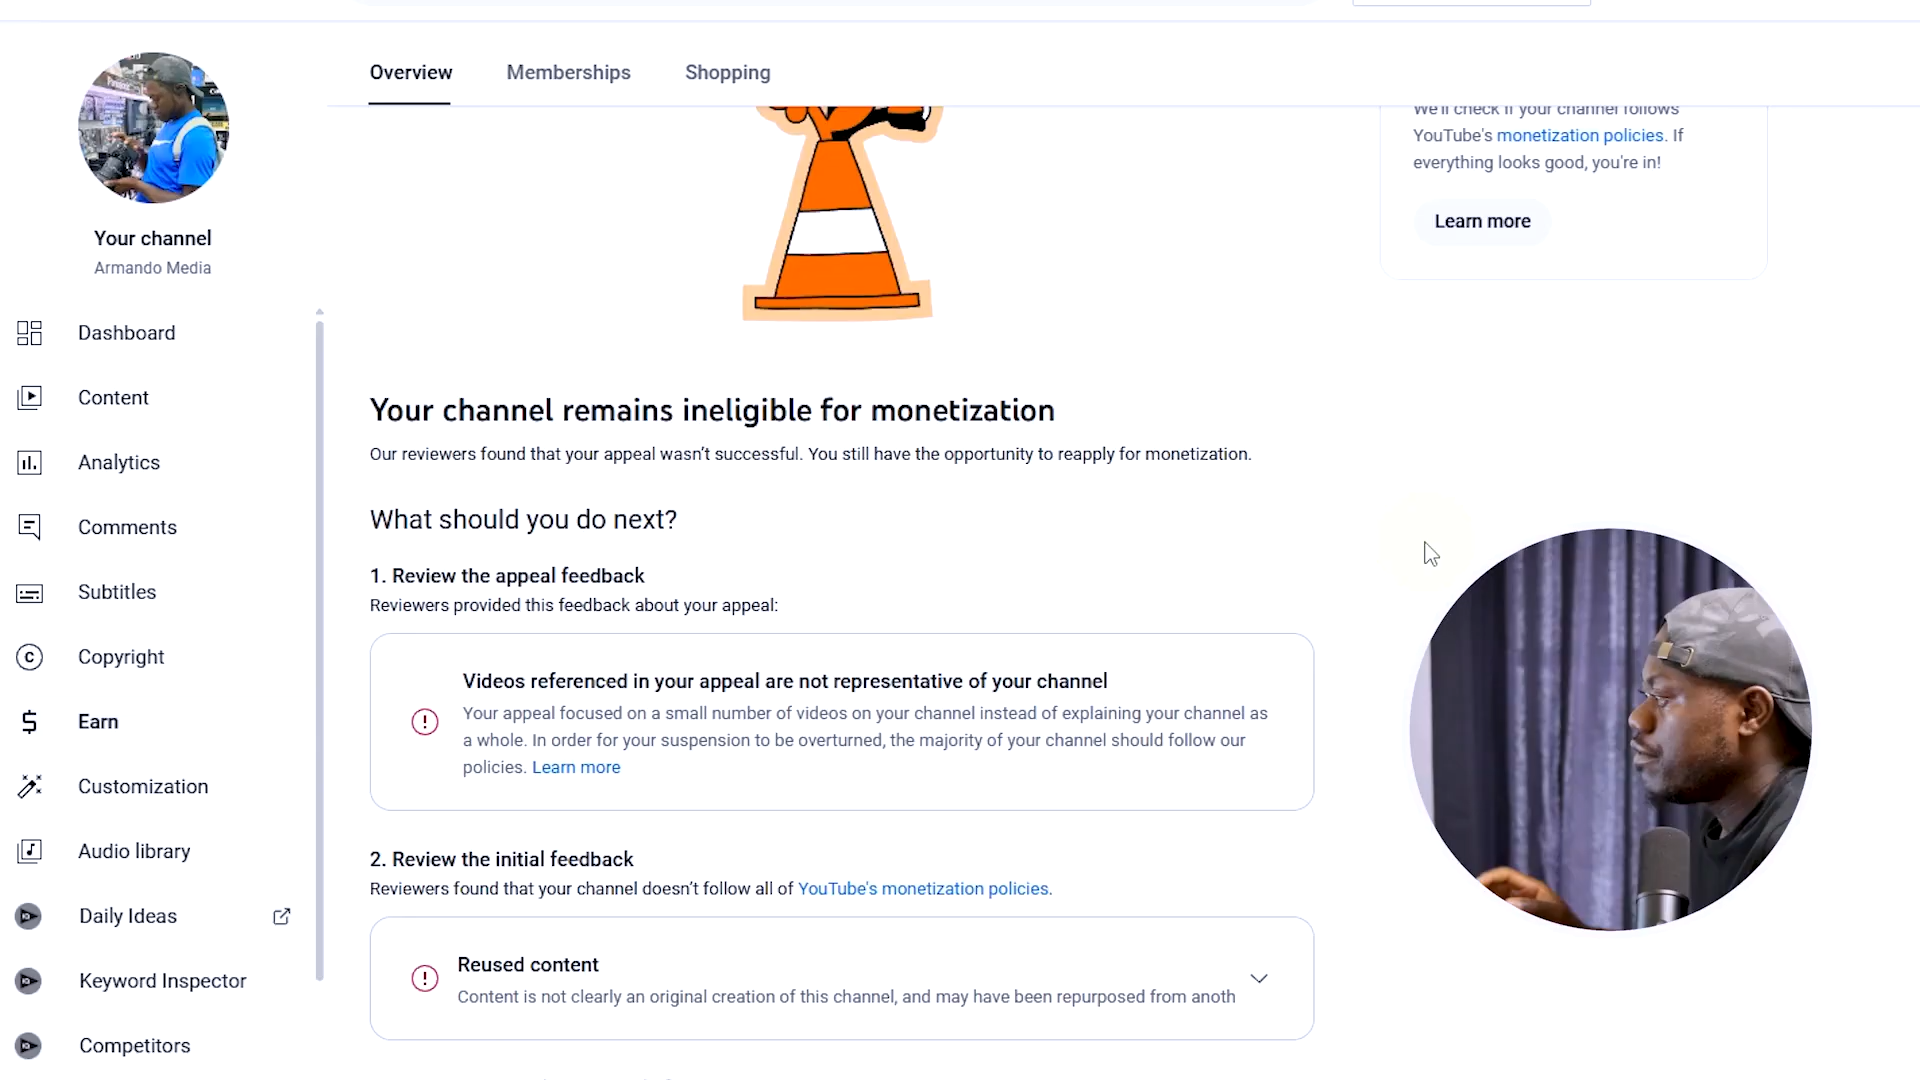 Overview
Memberships
Shopping
We'll check if your channel follows
YouTube's monetization policies. If
everything looks good, you're in!
Learn more
Your channel
Armando Media
Dashboard
Content
Analytics
Comments
Subtitles
Copyright
Earn
Customization
Audio library
Daily Ideas
Keyword Inspector
Competitors
Your channel remains ineligible for monetization
Our reviewers found that your appeal wasn't successful. You still have the opportunity to reapply for monetization.
What should you do next?
1. Review the appeal feedback
Reviewers provided this feedback about your appeal:
Videos referenced in your appeal are not representative of your channel
Your appeal focused on a small number of videos on your channel instead of explaining your channel as
a whole. In order for your suspension to be overturned, the majority of your channel should follow our
policies. Learn more
2. Review the initial feedback
Reviewers found that your channel doesn't follow all of YouTube's monetization policies.
Reused content
Content is not clearly an original creation of this channel, and may have been repurposed from anoth